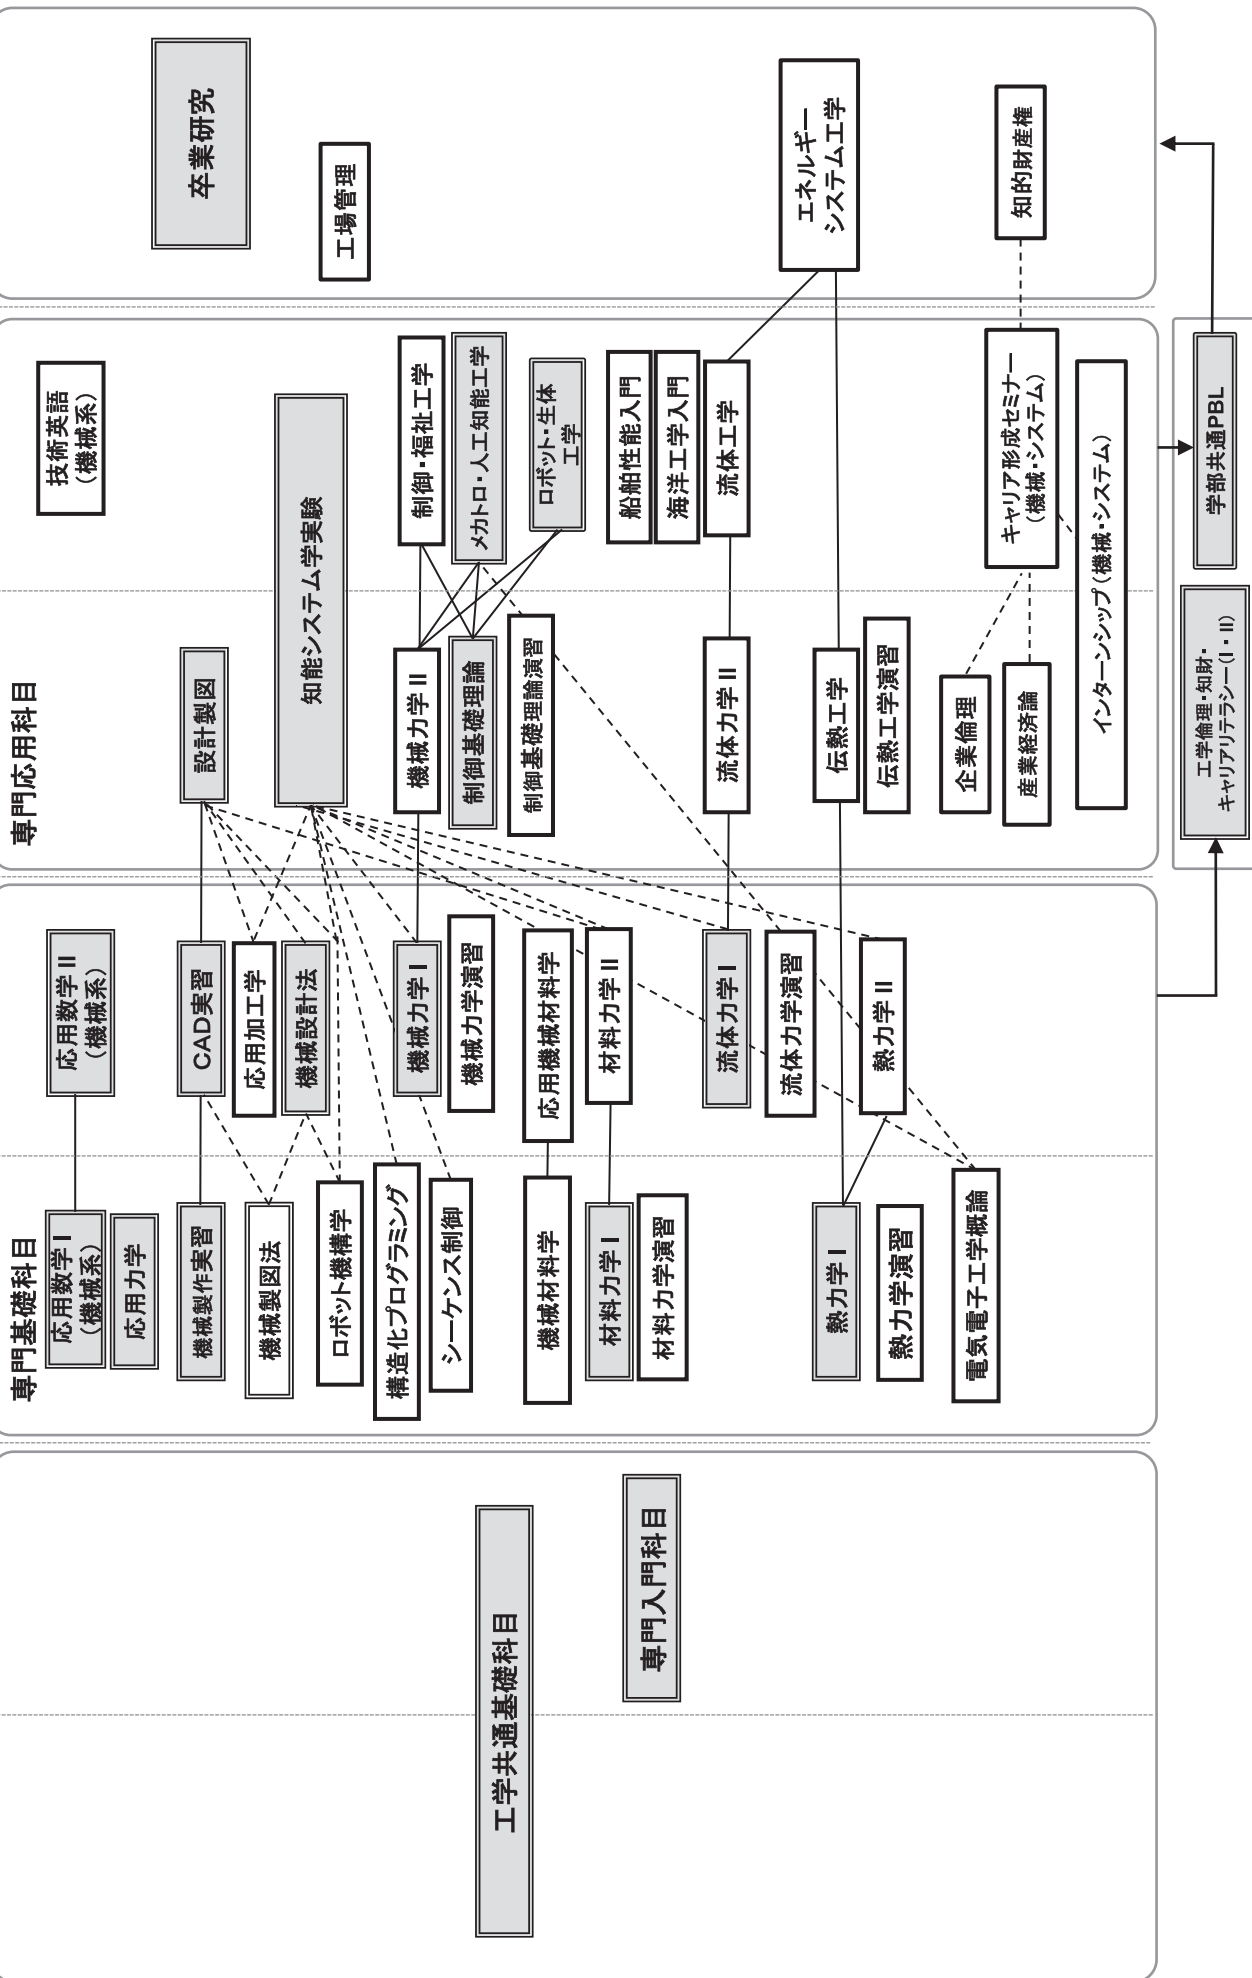 工学共通基礎科目
専門入門科目
専門基礎科目
応用数学 I
（機械系）
応用力学
機械製作実習
機械製図法
ロボット機構学
構造化プログラミング
シーケンス制御
機械材料学
材料力学 I
材料力学演習
熱力学 I
熱力学演習
電気電子工学概論
応用数学 II
（機械系）
CAD実習
応用加工学
機械設計法
機械力学 I
機械力学演習
応用機械材料学
材料力学 II
流体力学 I
流体力学演習
熱力学 II
専門応用科目
設計製図
知能システム学実験
機械力学 II
制御基礎理論
制御基礎理論演習
流体力学 II
伝熱工学
伝熱工学演習
企業倫理
産業経済論
インターンシップ（機械・システム）
工学倫理・知財・
キャリアリテラシー（I・II）
技術英語
（機械系）
制御・福祉工学
メカトロ・人工知能工学
ロボット・生体
工学
船舶性能入門
海洋工学入門
流体工学
キャリア形成セミナー
（機械・システム）
学部共通PBL
卒業研究
工場管理
エネルギー
システム工学
知的財産権